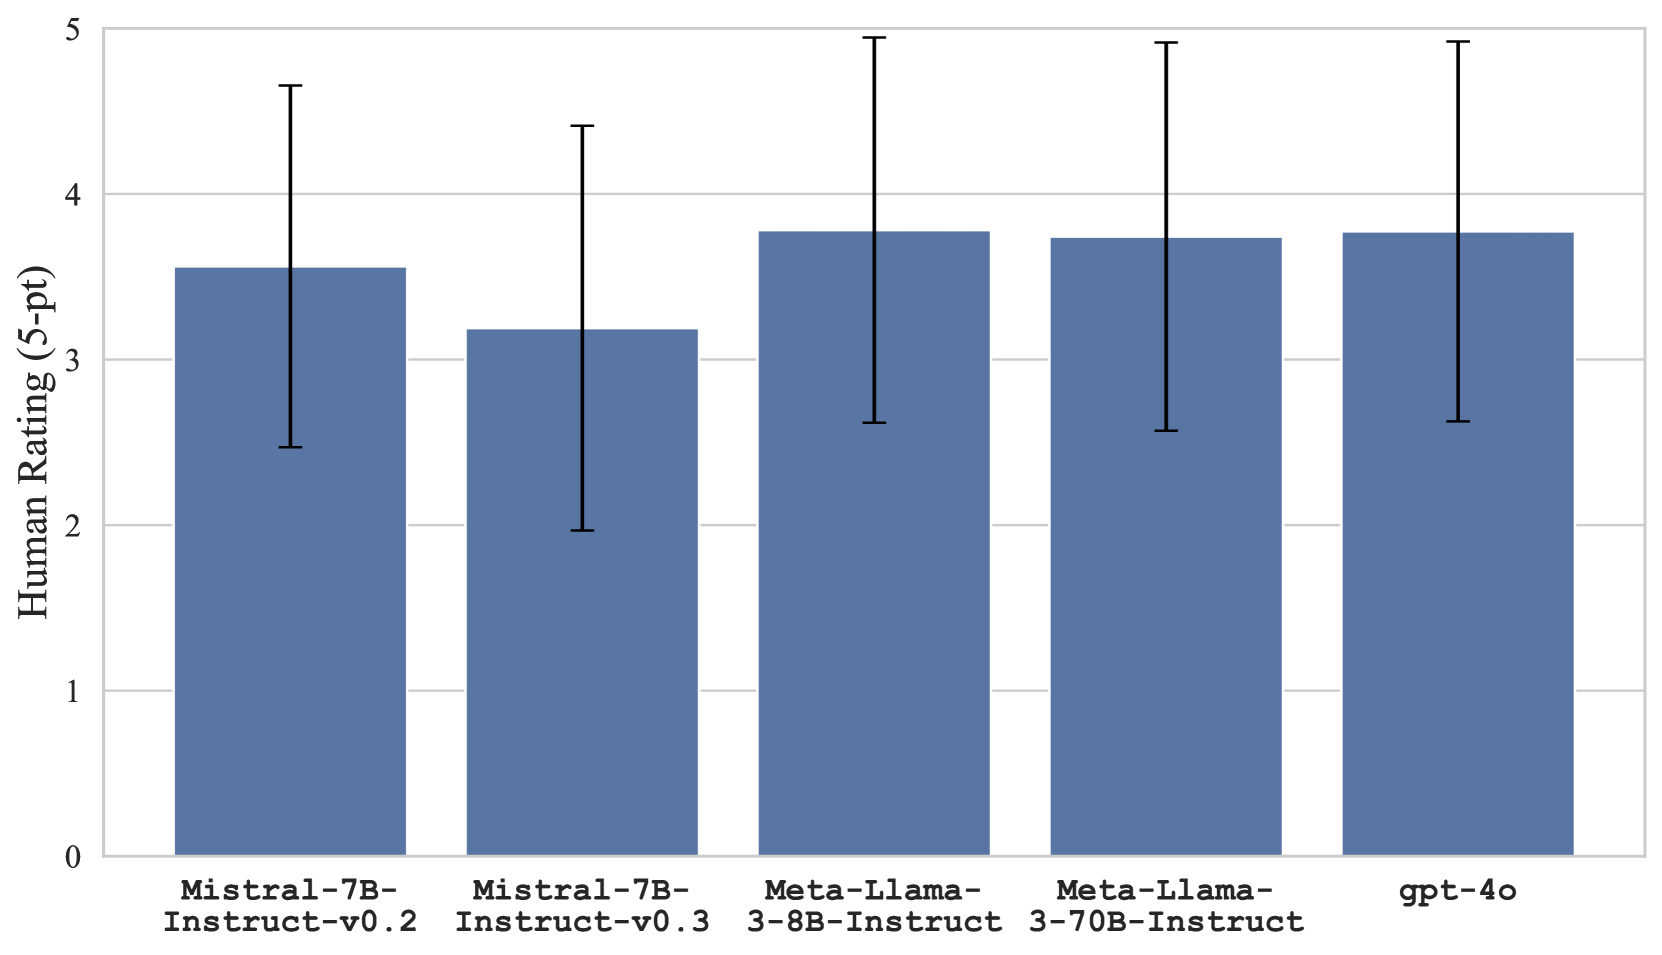 5
4
3
2
1
0
Human Rating (5-pt)
Mistral-7B-
Instruct-v0.2
Mistral-7B-
Instruct-v0.3
Meta-Llama-
3-8B-Instruct
Meta-Llama-
3-70B-Instruct
gpt-4o